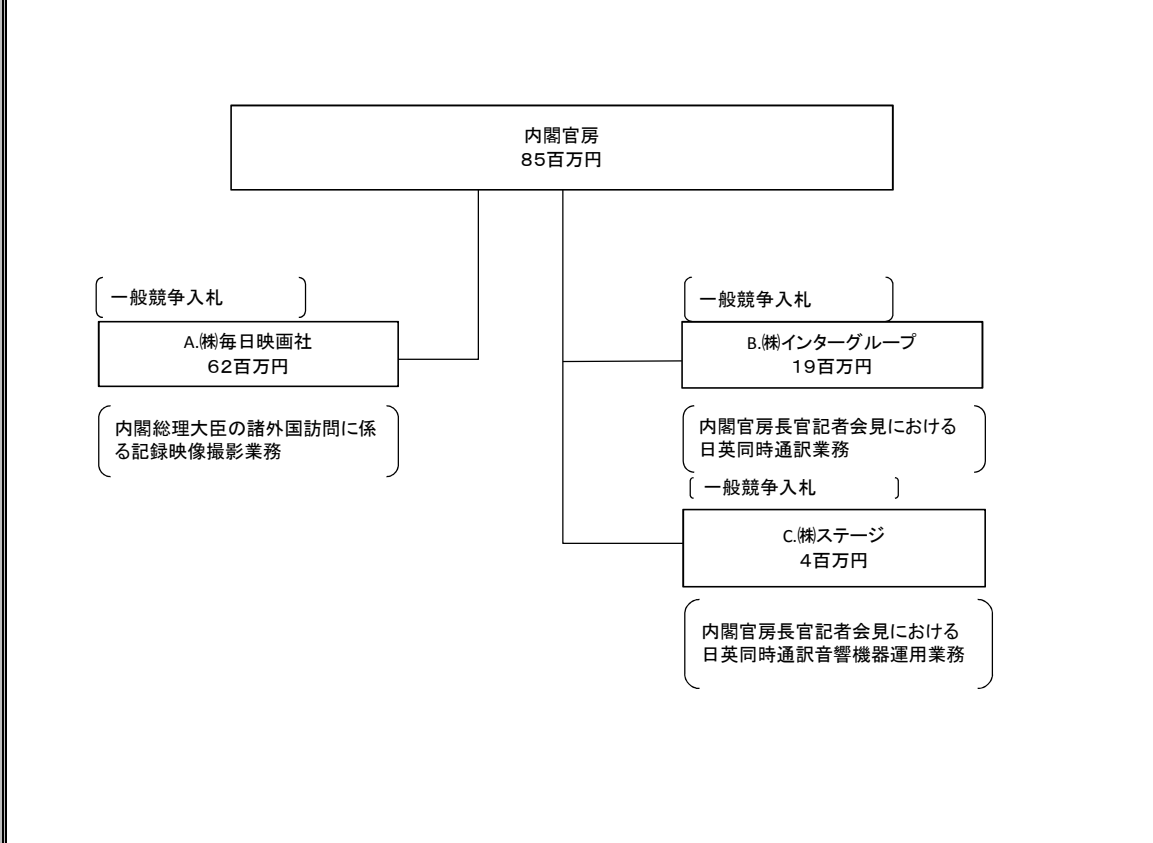 内閣官房
８５百万円
一般競争入札
A.㈱毎日映画社
６２百万円
内閣総理大臣の諸外国訪問に係
る記録映像撮影業務
一般競争入札
B.㈱インターグループ
１９百万円
内閣官房長官記者会見における
日英同時通訳業務
一般競争入札
C.㈱ステージ
４百万円
内閣官房長官記者会見における
日英同時通訳音響機器運用業務